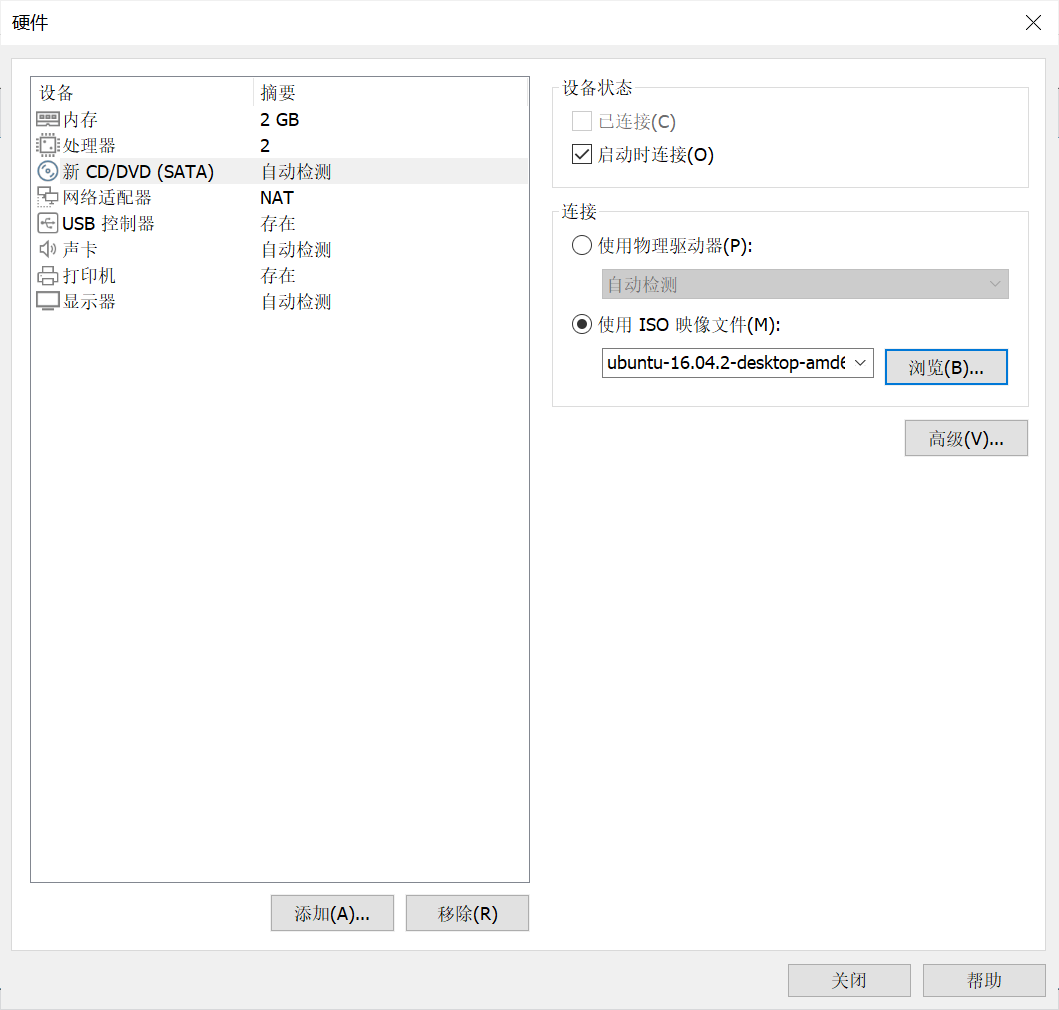 硬件
设备 摘要
内存 2 GB
处理器 2
新 CD/DVD (SATA) 自动检测
网络适配器 NAT
USB 控制器 存在
声卡 自动检测
打印机 存在
显示器 自动检测
添加(A)... 移除(R)
设备状态
已连接(C)
启动时连接(O)
连接
使用物理驱动器(P):
自动检测
使用 ISO 映像文件(M):
ubuntu-16.04.2-desktop-amd6 浏览(B)...
高级(V)...
关闭 帮助